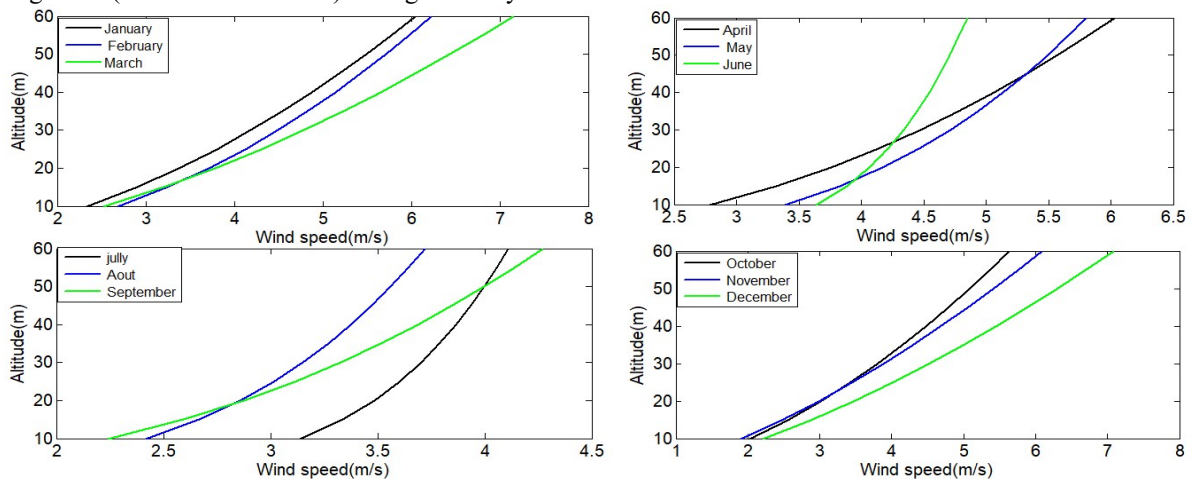 60
50
40
30
20
10
Altitude(m)
January
February
March
2 3 4 5 6 7 8
Wind speed(m/s)
60
50
40
30
20
10
Altitude(m)
April
May
June
2.5 3 3.5 4 4.5 5 5.5 6 6.5
Wind speed(m/s)
60
50
40
30
20
10
Altitude(m)
jully
Aout
September
2 2.5 3 3.5 4 4.5
Wind speed(m/s)
60
50
40
30
20
10
Altitude(m)
October
November
December
1 2 3 4 5 6 7 8
Wind speed(m/s)